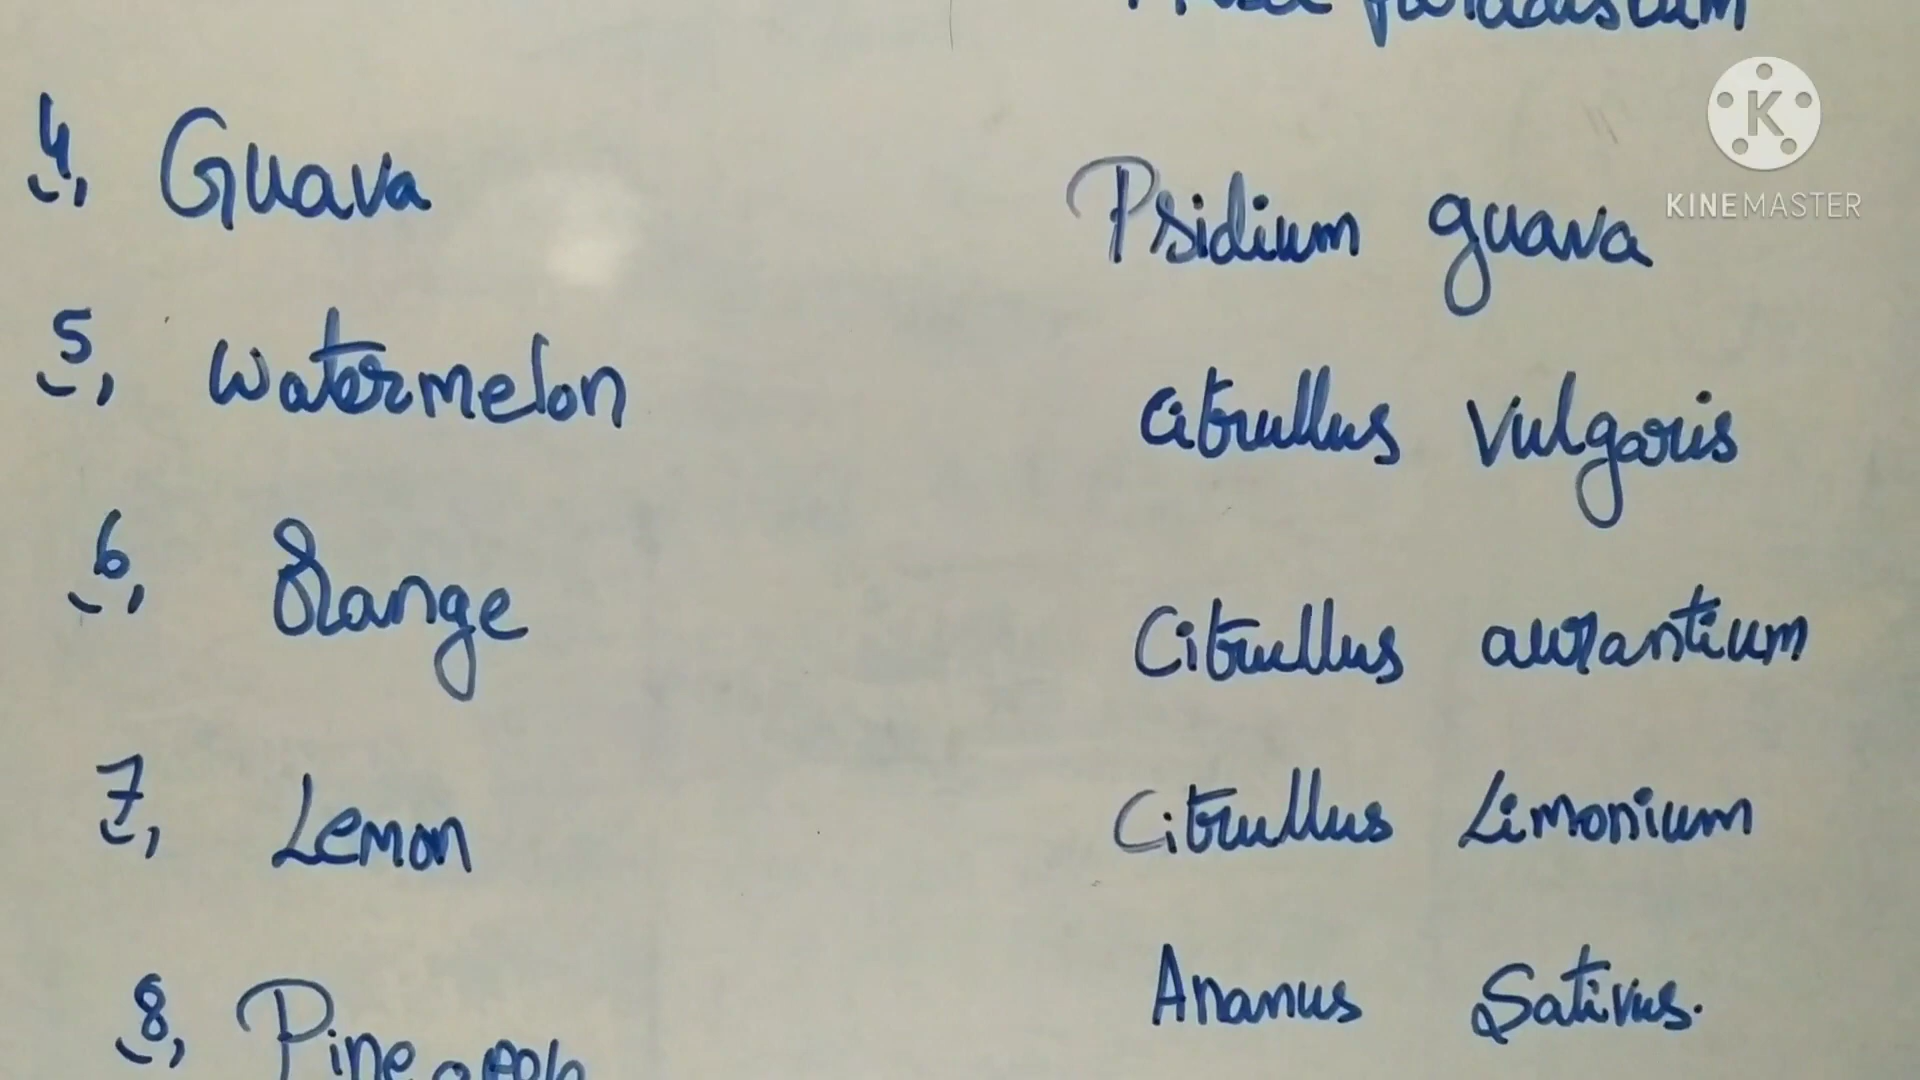 4, Guava Psidium guava
5, Watermelon Citrullus Vulgaris
6, Orange Citrullus aurantium
7, Lemon Citrullus Limonium
8, Pineapple Ananus Sativus.
K
KINEMASTER